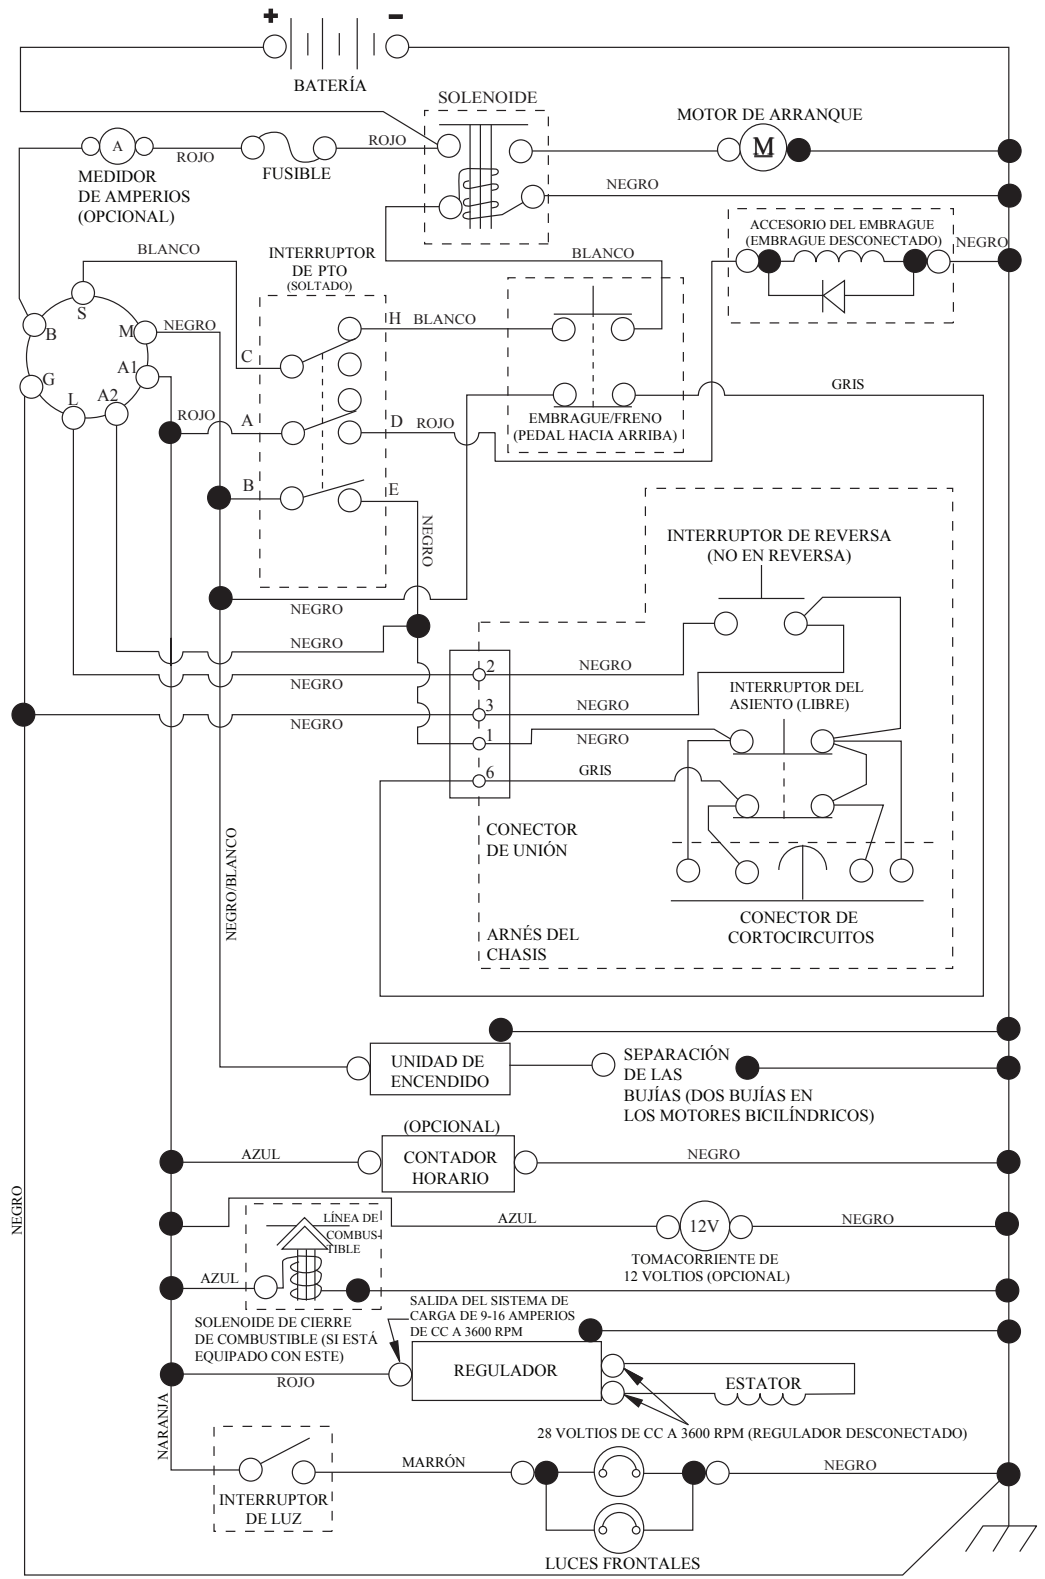 + −
BATERÍA
SOLENOIDE
MOTOR DE ARRANQUE
M
A
ROJO
ROJO
FUSIBLE
MEDIDOR
DE AMPERIOS
(OPCIONAL)
NEGRO
ACCESORIO DEL EMBRAGUE
(EMBRAGUE DESCONECTADO)
NEGRO
BLANCO
INTERRUPTOR
DE PTO
(SOLTADO)
BLANCO
S
B
M
NEGRO
H
BLANCO
C
A1
G
L
A2
GRIS
ROJO
A
D
ROJO
EMBRAGUE/FRENO
(PEDAL HACIA ARRIBA)
B
E
NEGRO
INTERRUPTOR DE REVERSA
(NO EN REVERSA)
NEGRO
NEGRO
NEGRO
2
NEGRO
INTERRUPTOR DEL
ASIENTO (LIBRE)
3
NEGRO
NEGRO
1
NEGRO
6
GRIS
CONECTOR
DE UNIÓN
NEGRO/BLANCO
CONECTOR DE
CORTOCIRCUITOS
ARNÉS DEL
CHASIS
UNIDAD DE
ENCENDIDO
SEPARACIÓN
DE LAS
BUJÍAS (DOS BUJÍAS EN
LOS MOTORES BICILÍNDRICOS)
(OPCIONAL)
AZUL
CONTADOR
HORARIO
NEGRO
NEGRO
LÍNEA DE
COMBUS-
TIBLE
AZUL
12V
NEGRO
TOMACORRIENTE DE
12 VOLTIOS (OPCIONAL)
AZUL
SOLENOIDE DE CIERRE
DE COMBUSTIBLE (SI ESTÁ
EQUIPADO CON ESTE)
SALIDA DEL SISTEMA DE
CARGA DE 9-16 AMPERIOS
DE CC A 3600 RPM
REGULADOR
ROJO
ESTATOR
NARANJA
28 VOLTIOS DE CC A 3600 RPM (REGULADOR DESCONECTADO)
MARRÓN
NEGRO
INTERRUPTOR
DE LUZ
LUCES FRONTALES